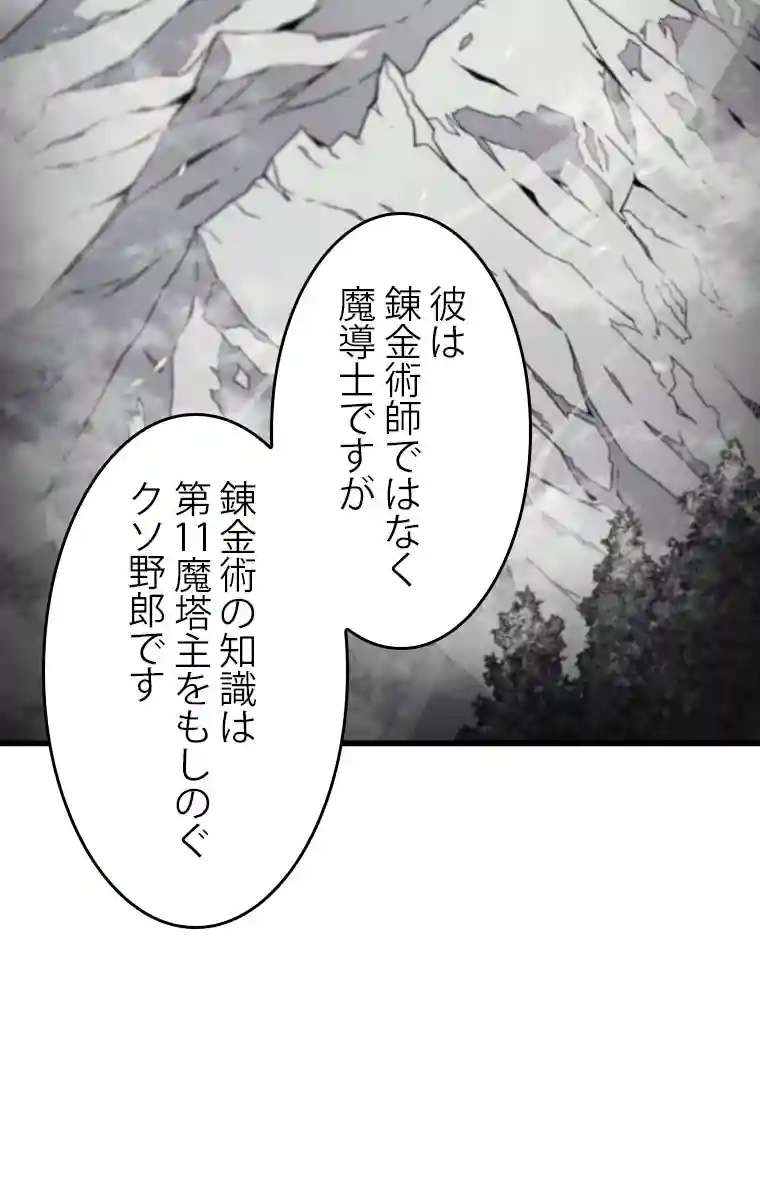 彼は
錬金術師ではなく
魔導士ですが
錬金術の知識は
第11魔塔主をもしのぐ
クソ野郎です